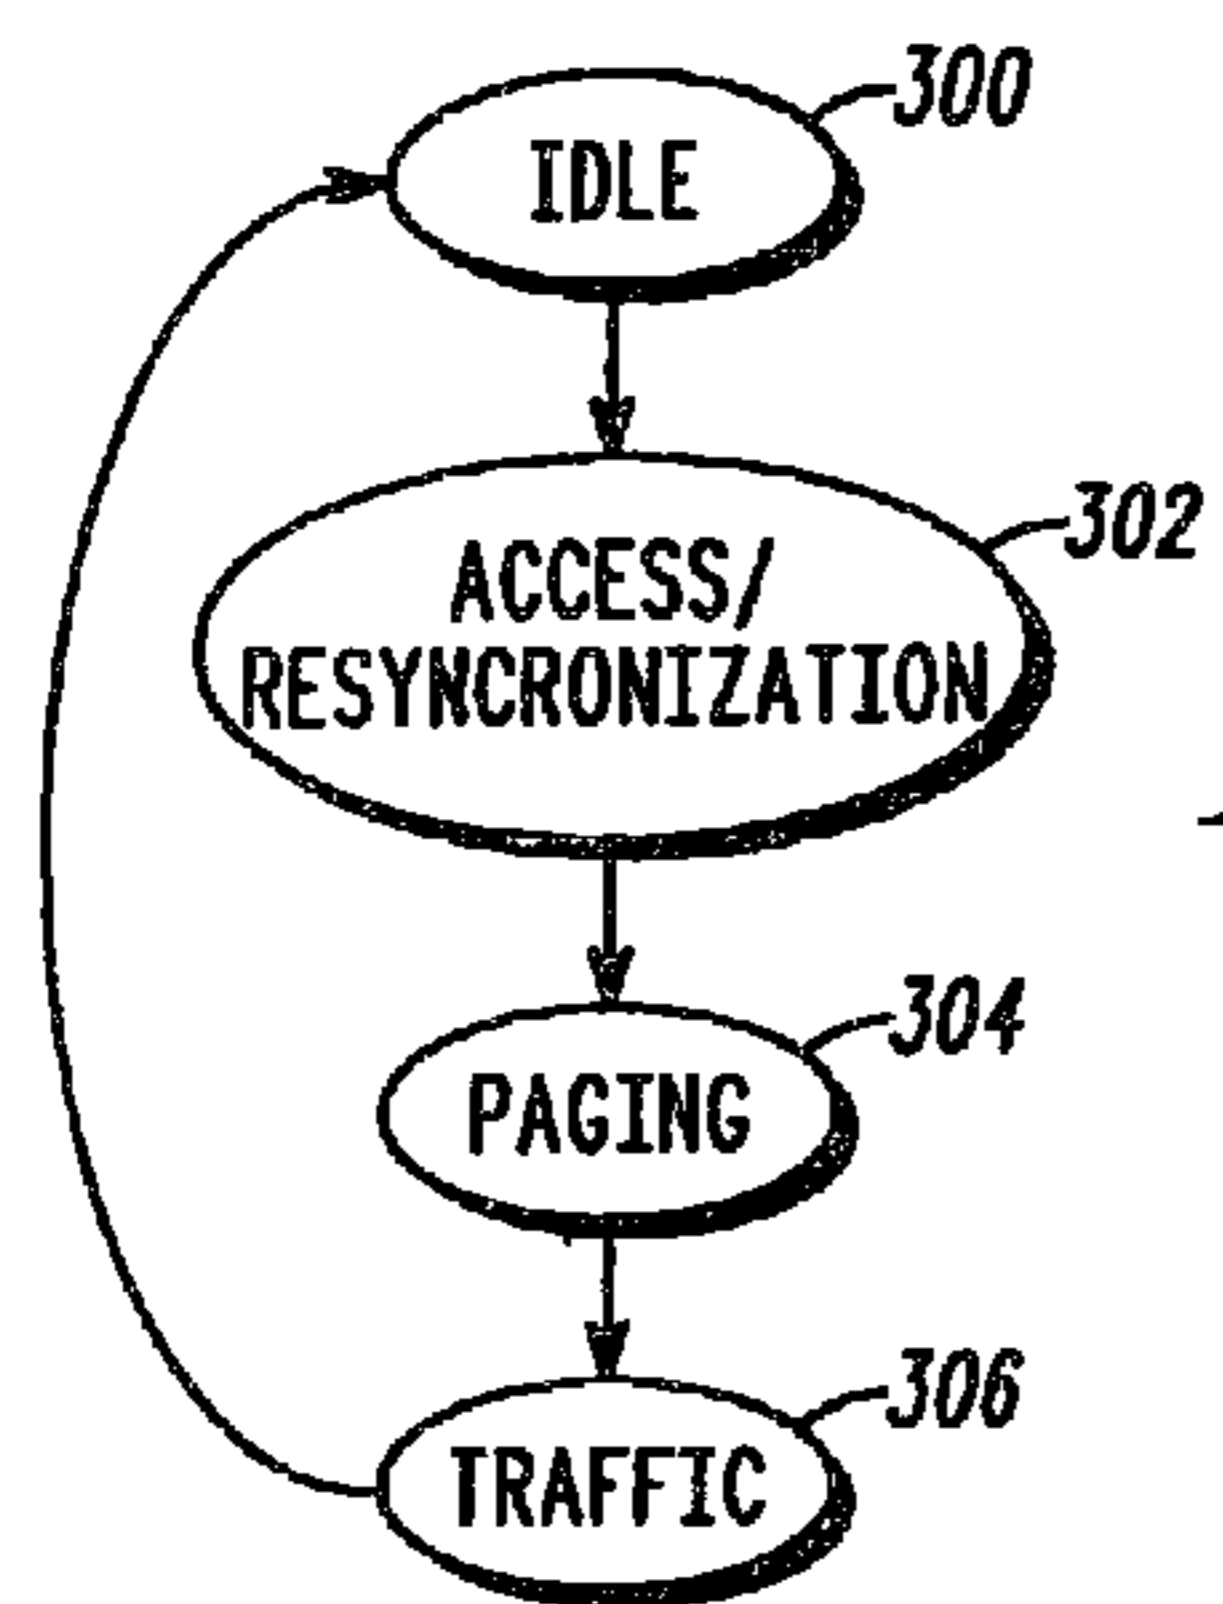 300
IDLE
302
ACCESS/
RESYNCRONIZATION
304
PAGING
306
TRAFFIC